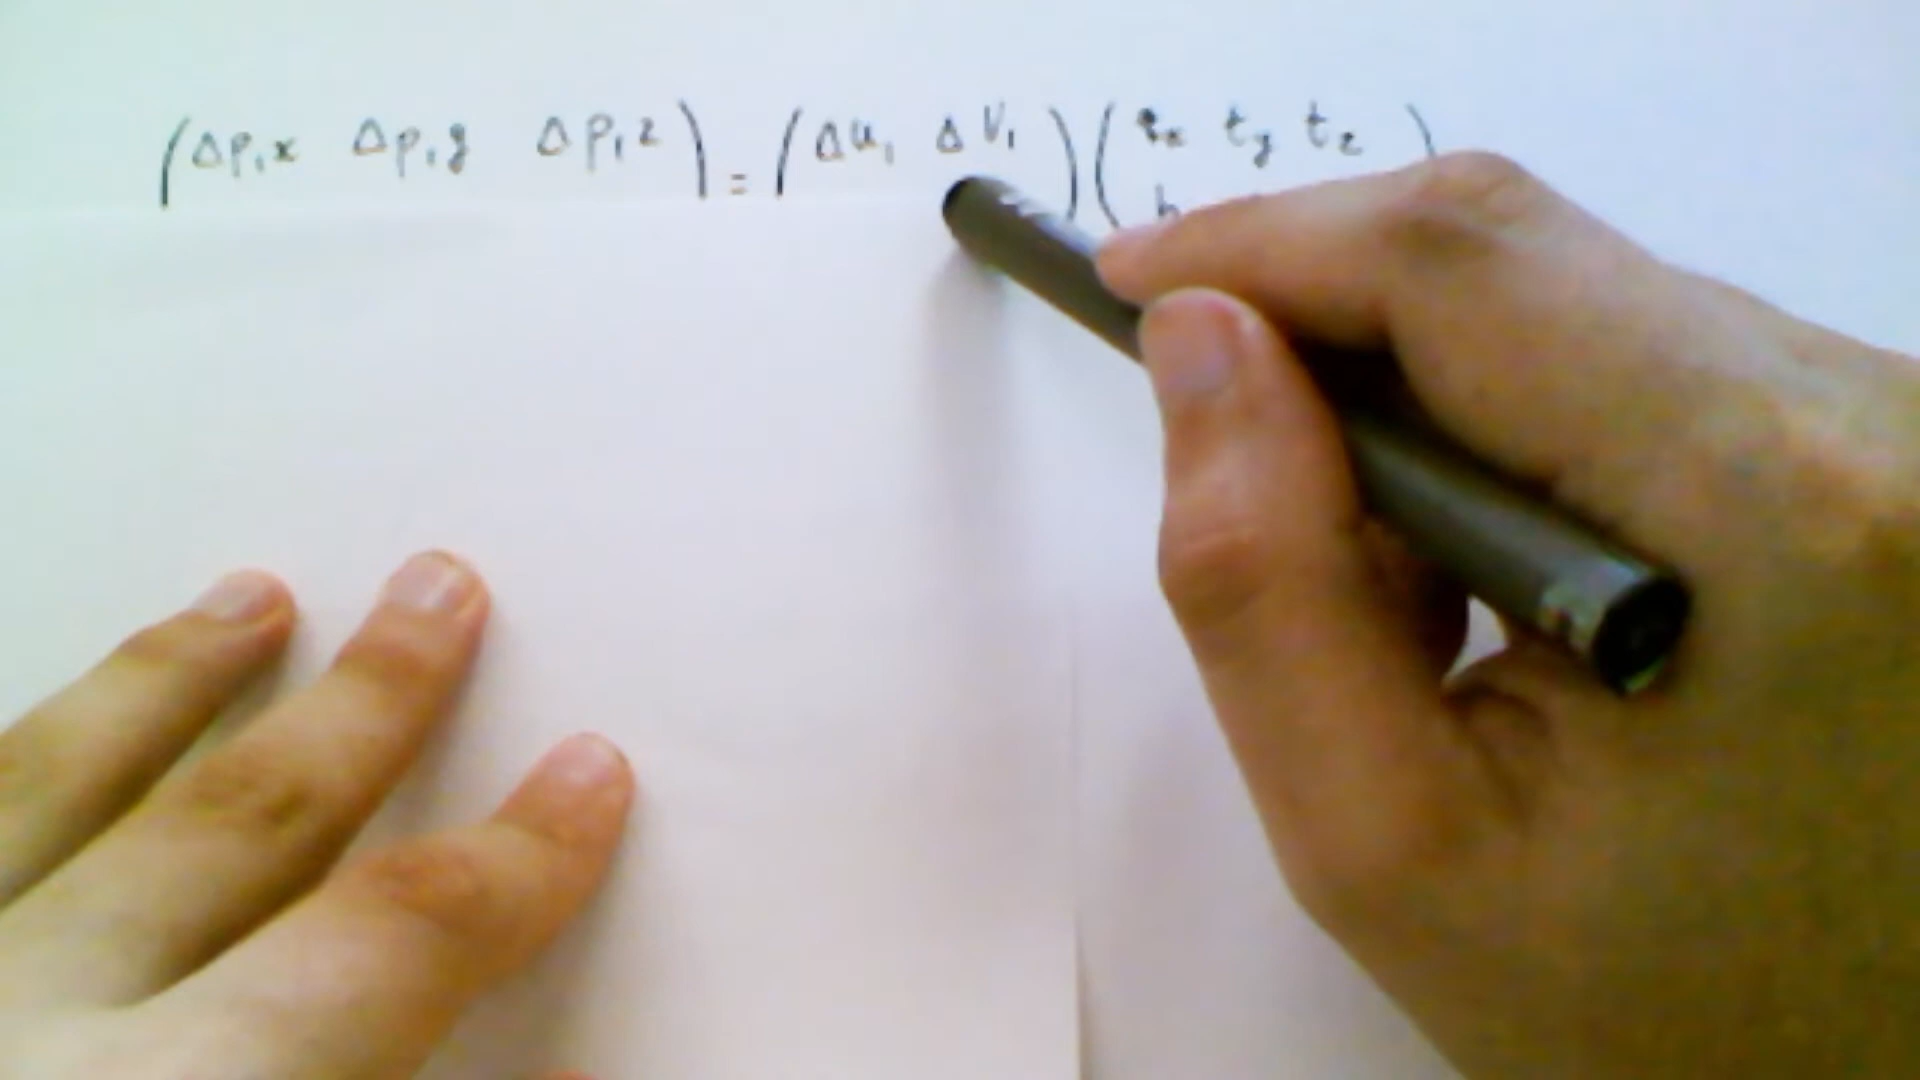 (Δp₁x Δp₁y Δp₁z) = (Δu₁ ΔV₁) (tx ty tz)
b